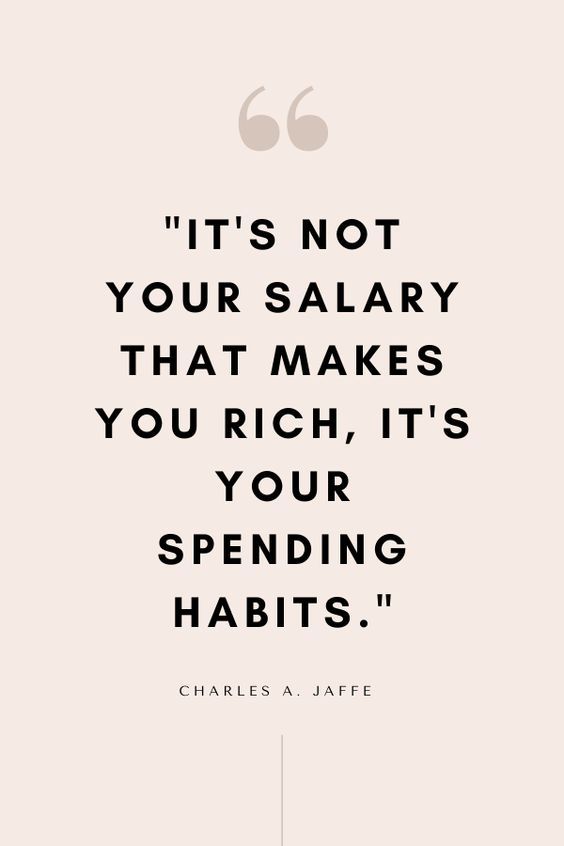 "IT'S NOT
YOUR SALARY
THAT MAKES
YOU RICH, IT'S
YOUR
SPENDING
HABITS."
CHARLES A. JAFFE